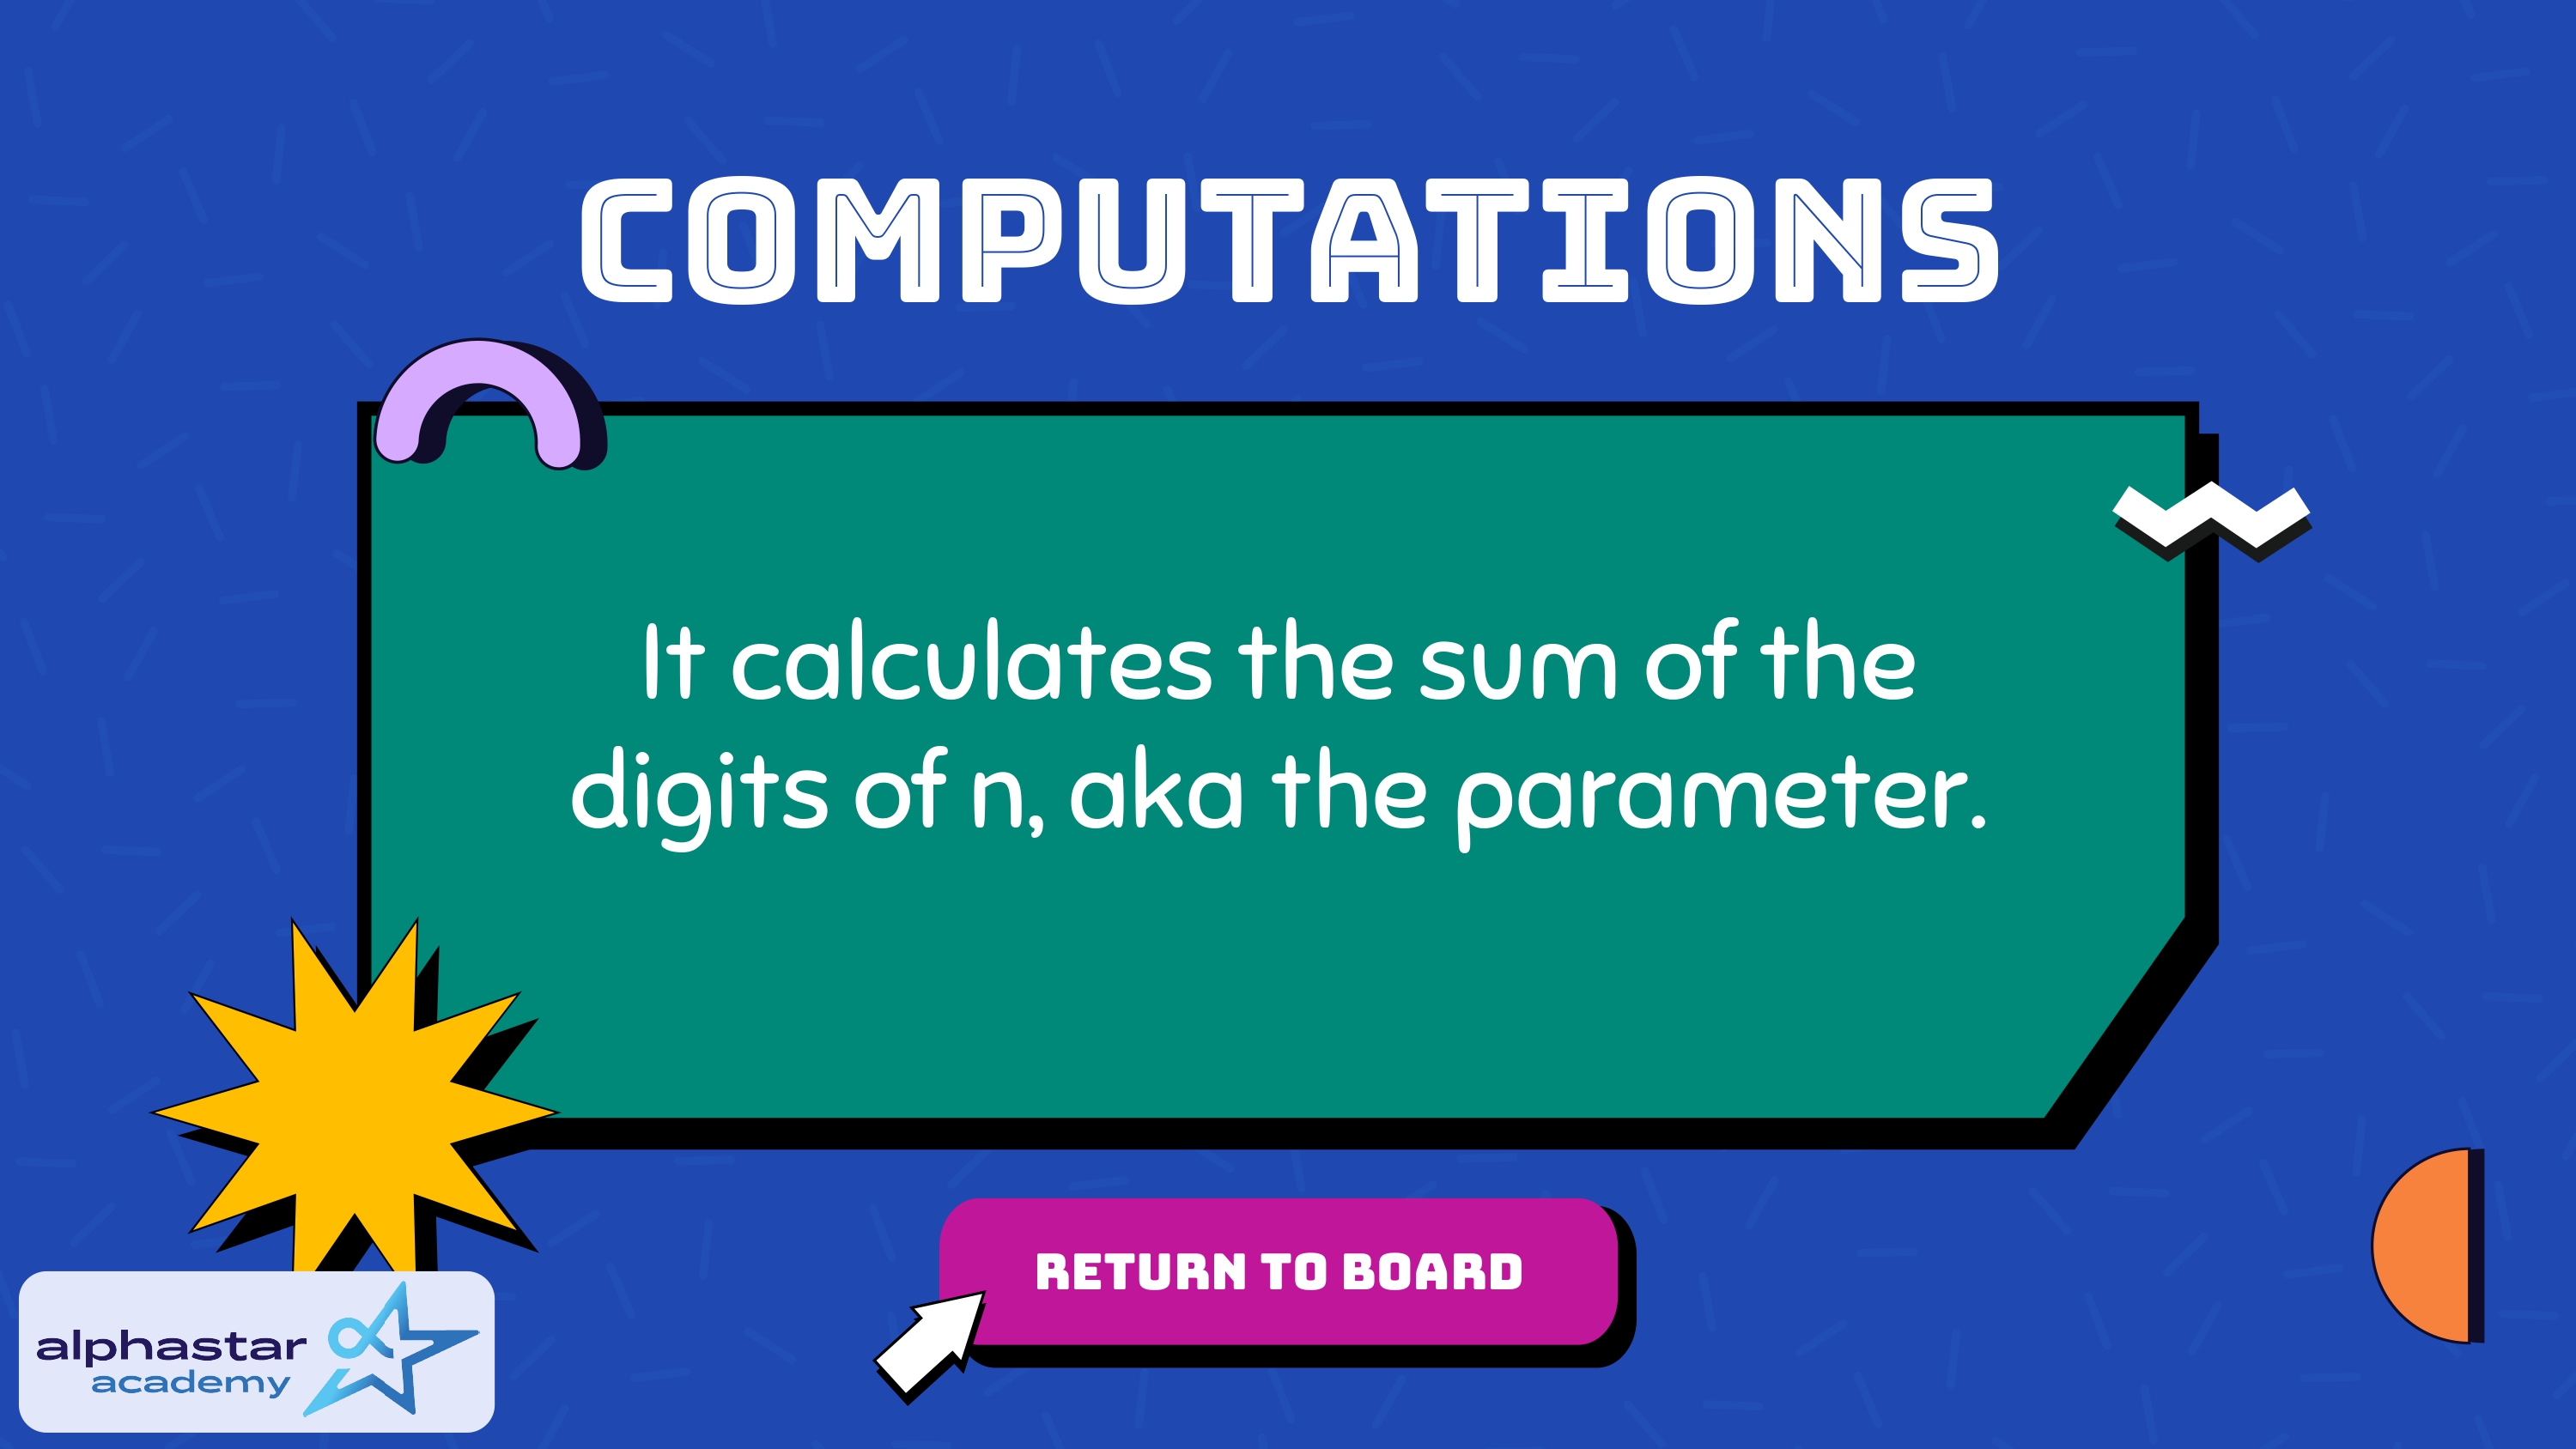 COMPUTATIONS
It calculates the sum of the
digits of n, aka the parameter.
RETURN TO BOARD
alphastar
academy